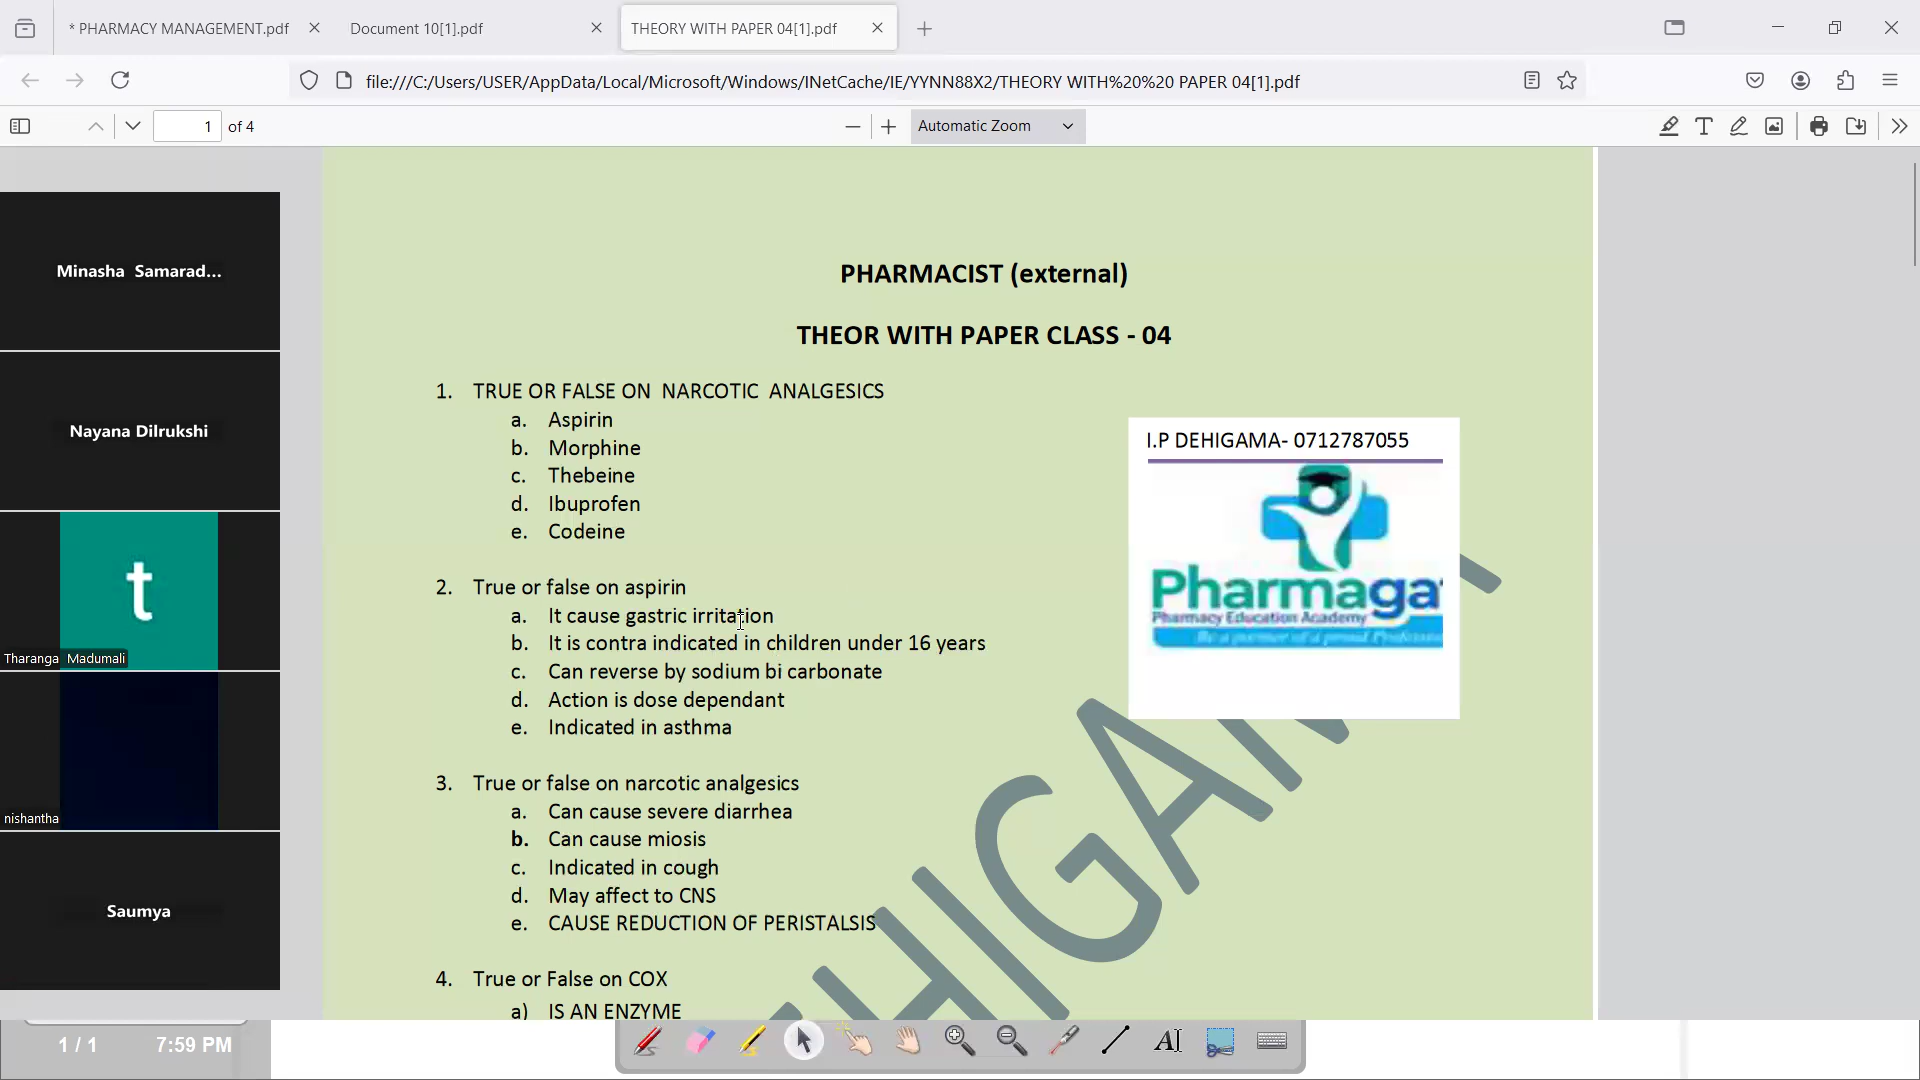 * PHARMACY MANAGEMENT.pdf
Document 10[1].pdf
THEORY WITH PAPER 04[1].pdf
file:///C:/Users/USER/AppData/Local/Microsoft/Windows/INetCache/IE/YYNN88X2/THEORY WITH%20%20 PAPER 04[1].pdf
1 of 4
Automatic Zoom
Minasha Samarad...
Nayana Dilrukshi
t
Tharanga Madumali
nishantha
Saumya
PHARMACIST (external)
THEOR WITH PAPER CLASS - 04
1. TRUE OR FALSE ON NARCOTIC ANALGESICS
a. Aspirin
b. Morphine
c. Thebeine
d. Ibuprofen
e. Codeine
2. True or false on aspirin
a. It cause gastric irritation
b. It is contra indicated in children under 16 years
c. Can reverse by sodium bi carbonate
d. Action is dose dependant
e. Indicated in asthma
3. True or false on narcotic analgesics
a. Can cause severe diarrhea
b. Can cause miosis
c. Indicated in cough
d. May affect to CNS
e. CAUSE REDUCTION OF PERISTALSIS
4. True or False on COX
a) IS AN ENZYME
I.P DEHIGAMA- 0712787055
Pharmaga
Pharmacy Education Academy
Be a partner of a proud Profession
1 / 1
7:59 PM